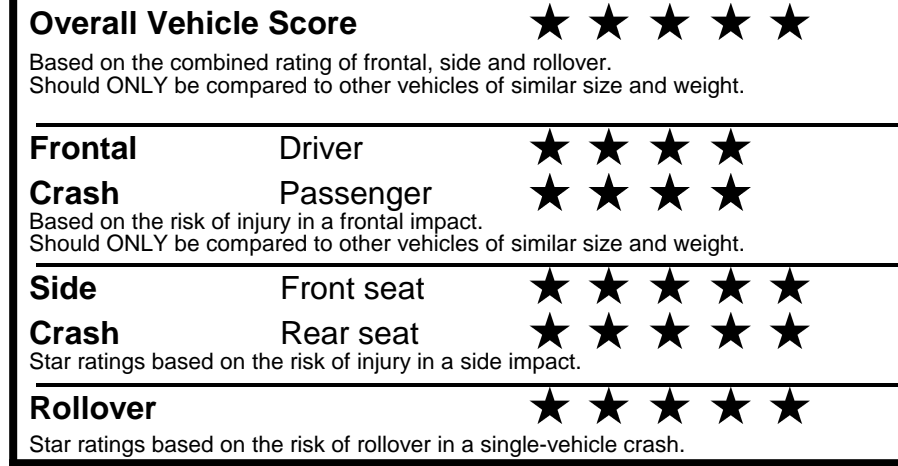 Overall Vehicle Score ★ ★ ★ ★ ★
Based on the combined rating of frontal, side and rollover.
Should ONLY be compared to other vehicles of similar size and weight.
Frontal Driver ★ ★ ★ ★
Crash Passenger ★ ★ ★ ★
Based on the risk of injury in a frontal impact.
Should ONLY be compared to other vehicles of similar size and weight.
Side Front seat ★ ★ ★ ★ ★
Crash Rear seat ★ ★ ★ ★ ★
Star ratings based on the risk of injury in a side impact.
Rollover ★ ★ ★ ★ ★
Star ratings based on the risk of rollover in a single-vehicle crash.